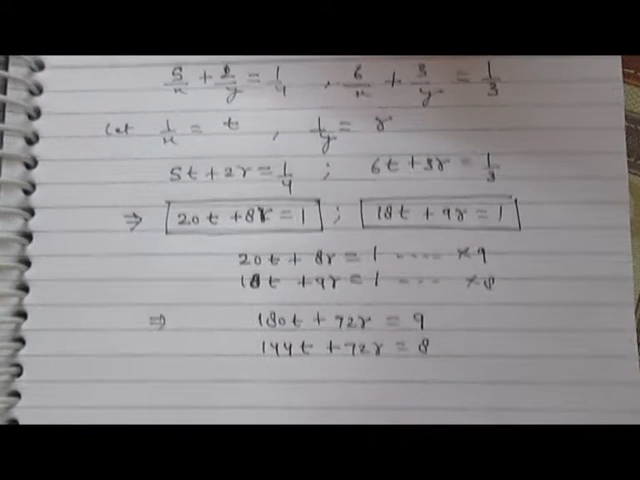 5/x + 2/y = 1/4 , 6/x + 3/y = 1/3
Let 1/x = t , 1/y = r
5t + 2r = 1/4 ; 6t + 3r = 1/3
⇒ 20t + 8r = 1 ; 18t + 9r = 1
20t + 8r = 1 ---- × 9
18t + 9r = 1 ---- × 8
⇒ 180t + 72r = 9
144t + 72r = 8